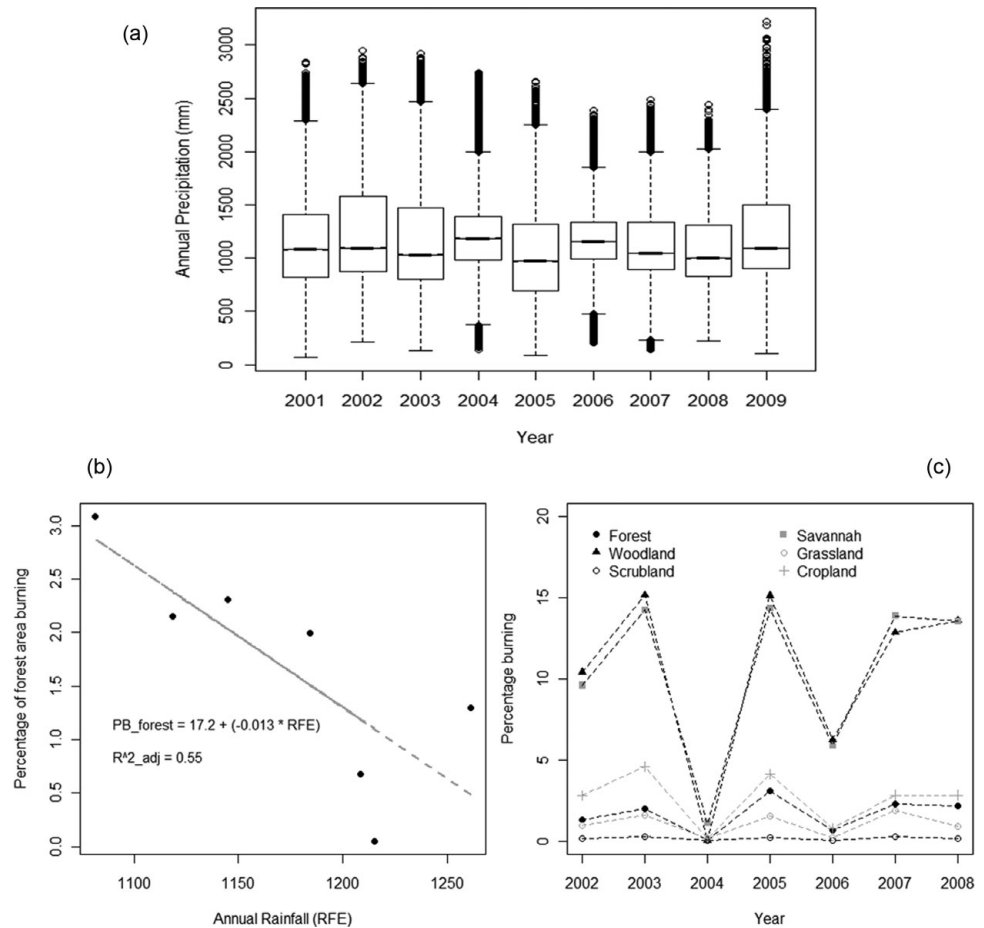 (a)
Annual Precipitation (mm)
3000
2500
2000
1500
1000
500
0
2001 2002 2003 2004 2005 2006 2007 2008 2009
Year
(b)
Percentage of forest area burning
3.0
2.5
2.0
1.5
1.0
0.5
0.0
PB_forest = 17.2 + (-0.013 * RFE)
R^2_adj = 0.55
1100 1150 1200 1250
Annual Rainfall (RFE)
(c)
Percentage burning
20
15
10
5
0
Forest
Woodland
Scrubland
Savannah
Grassland
Cropland
2002 2003 2004 2005 2006 2007 2008
Year